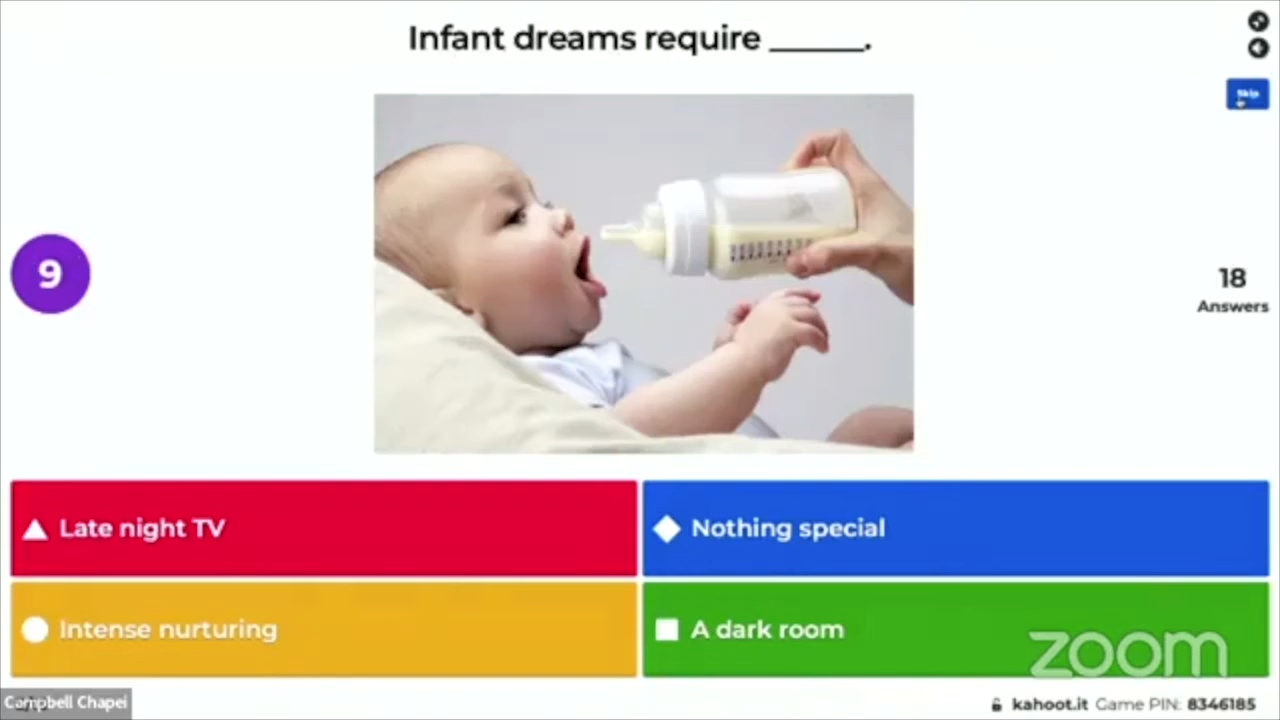 Infant dreams require ______.
Skip
9
18
Answers
Late night TV
Nothing special
Intense nurturing
A dark room
zoom
Campbell Chapel
kahoot.it Game PIN: 8346185